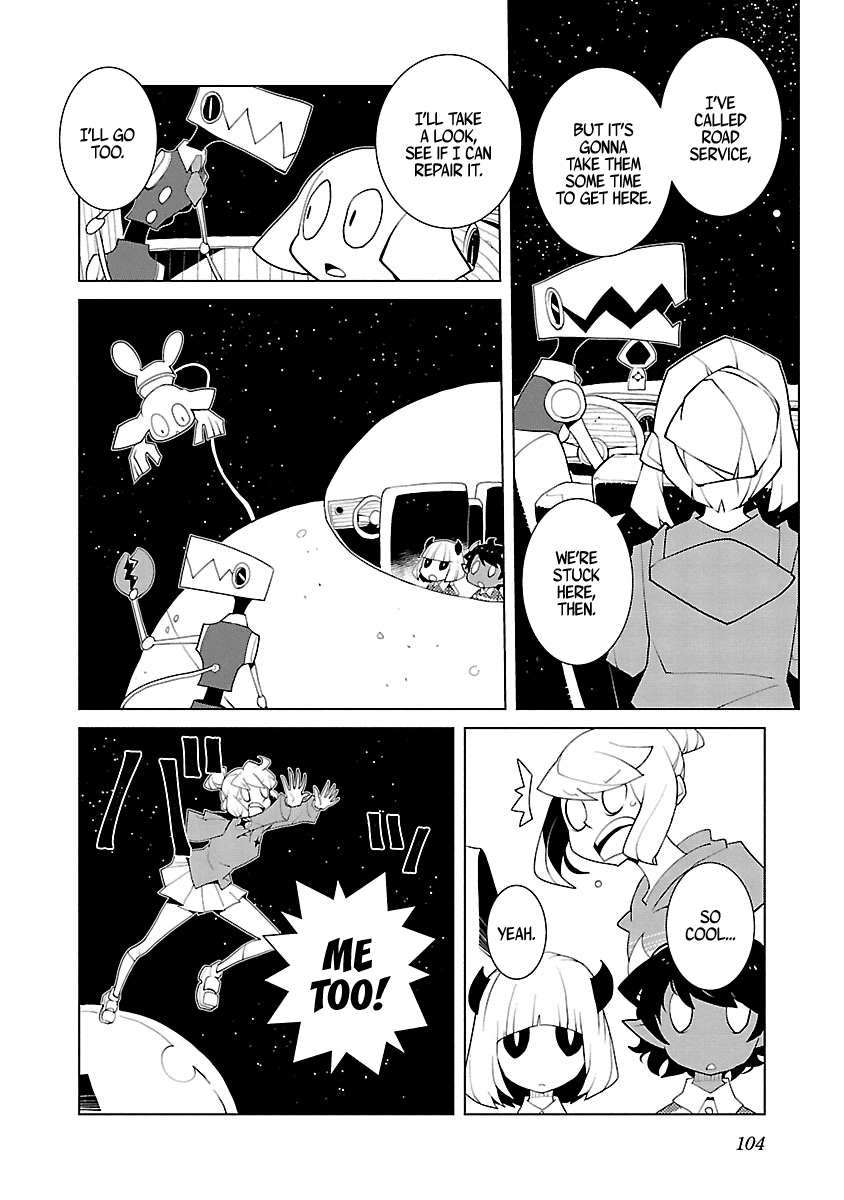 I'VE
CALLED
ROAD
SERVICE,
BUT IT'S
GONNA
TAKE THEM
SOME TIME
TO GET HERE.
WE'RE
STUCK
HERE,
THEN.
I'LL TAKE
A LOOK,
SEE IF I CAN
REPAIR IT.
I'LL GO
TOO.
SO
COOL...
YEAH.
ME
TOO!
104